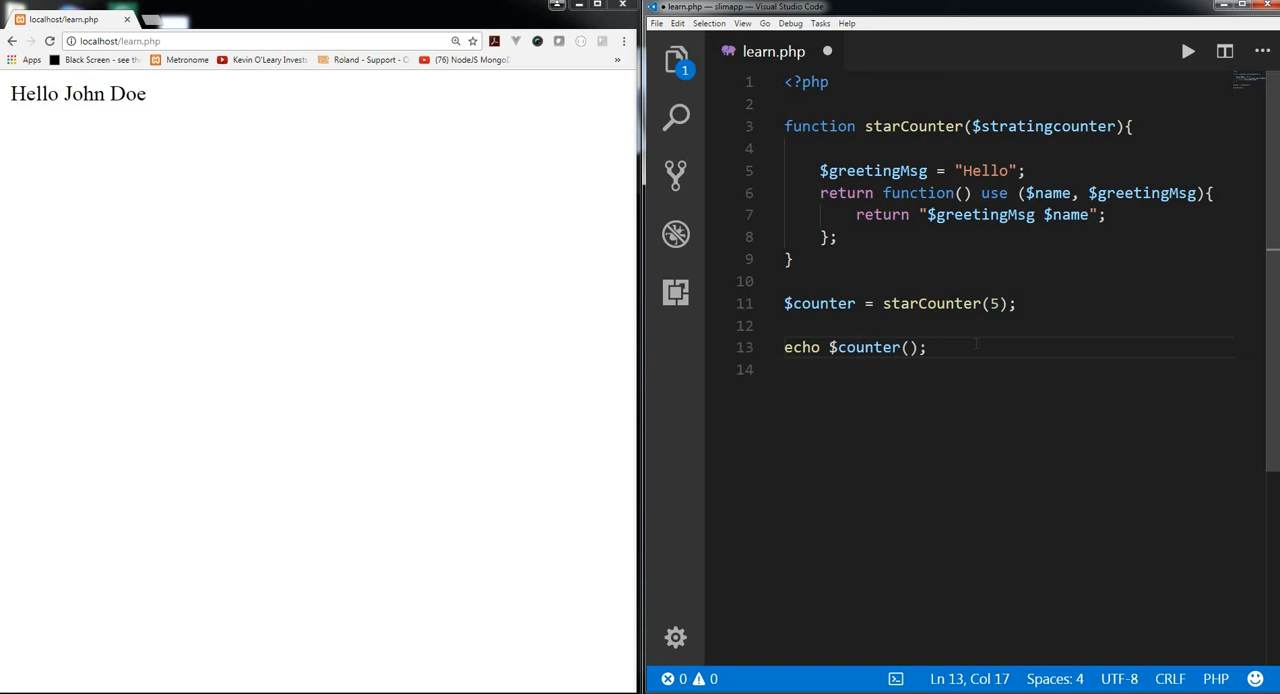 localhost/learn.php
localhost/learn.php
Apps Black Screen - see the Metronome Kevin O'Leary Invests Roland - Support - O (76) NodeJS MongoD »
Hello John Doe
● learn.php — slimapp — Visual Studio Code
File Edit Selection View Go Debug Tasks Help
learn.php ●
1
1 <?php
2
3 function starCounter($stratingcounter){
4
5 $greetingMsg = "Hello";
6 return function() use ($name, $greetingMsg){
7 return "$greetingMsg $name";
8 };
9 }
10
11 $counter = starCounter(5);
12
13 echo $counter();
14
0 0 Ln 13, Col 17 Spaces: 4 UTF-8 CRLF PHP